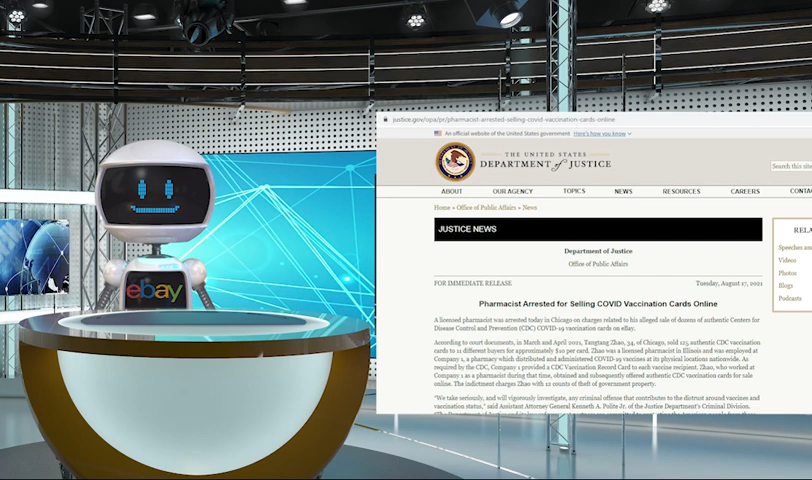 justice.gov/opa/pr/pharmacist-arrested-selling-covid-vaccination-cards-online
An official website of the United States government Here's how you know
THE UNITED STATES
DEPARTMENT of JUSTICE
Search this site
ABOUT OUR AGENCY TOPICS NEWS RESOURCES CAREERS CONTA
Home » Office of Public Affairs » News
JUSTICE NEWS
RELA
Department of Justice
Speeches and
Office of Public Affairs
Videos
Photos
FOR IMMEDIATE RELEASE Tuesday, August 17, 2021
Blogs
Podcasts
Pharmacist Arrested for Selling COVID Vaccination Cards Online
A licensed pharmacist was arrested today in Chicago on charges related to his alleged sale of dozens of authentic Centers for
Disease Control and Prevention (CDC) COVID-19 vaccination cards on eBay.
According to court documents, in March and April 2021, Tangtang Zhao, 34, of Chicago, sold 125 authentic CDC vaccination
cards to 11 different buyers for approximately $10 per card. Zhao was a licensed pharmacist in Illinois and was employed at
Company 1, a pharmacy which distributed and administered COVID-19 vaccines at its physical locations nationwide. As
required by the CDC, Company 1 provided a CDC Vaccination Record Card to each vaccine recipient. Zhao, who worked at
Company 1 as a pharmacist during that time, obtained and subsequently offered authentic CDC vaccination cards for sale
online. The indictment charges Zhao with 12 counts of theft of government property.
"We take seriously, and will vigorously investigate, any criminal offense that contributes to the distrust around vaccines and
vaccination status," said Assistant Attorney General Kenneth A. Polite Jr. of the Justice Department's Criminal Division.
ebay